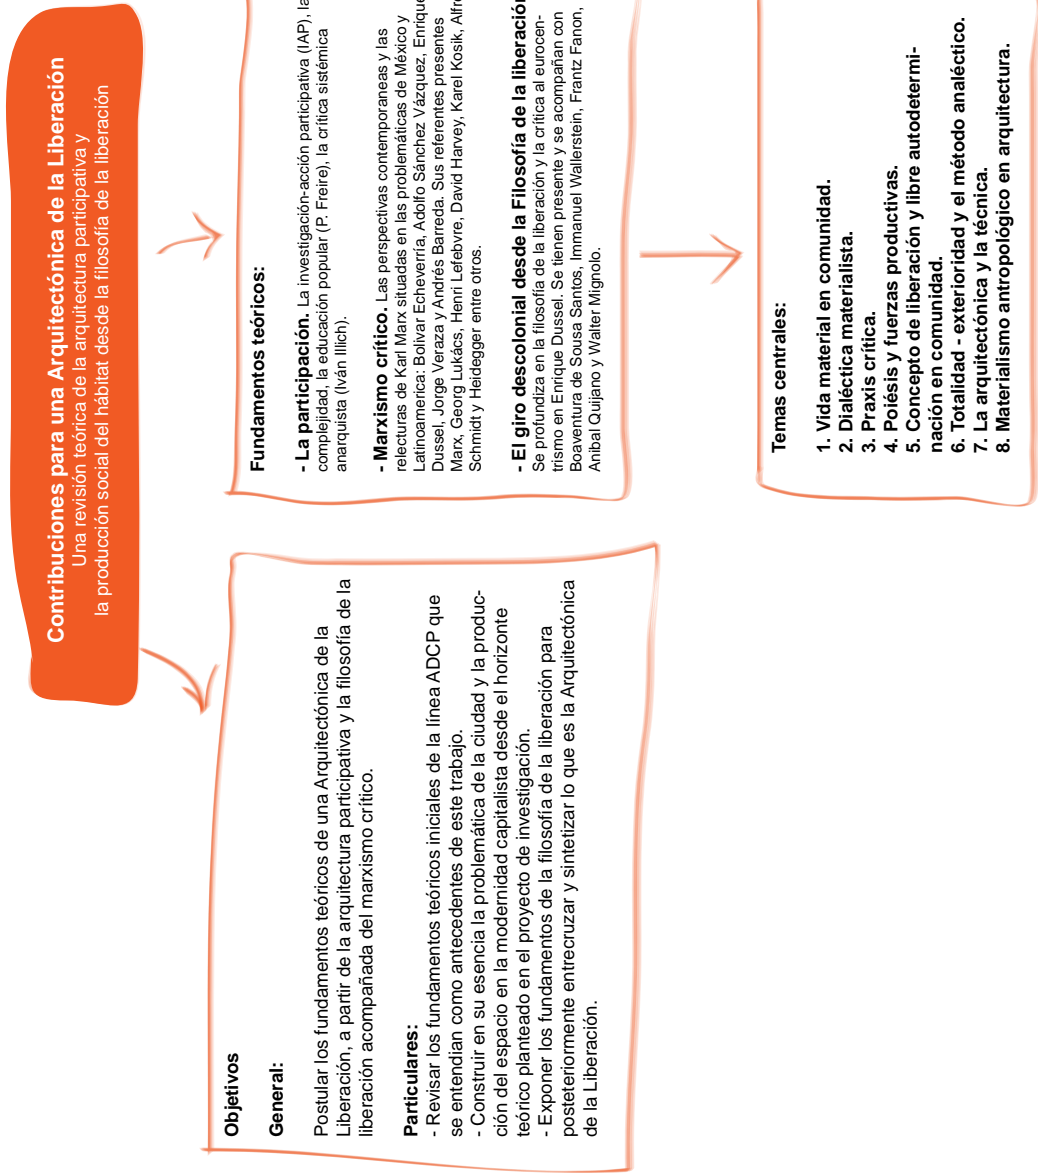 Contribuciones para una Arquitectónica de la Liberación
Una revisión teórica de la arquitectura participativa y
la producción social del hábitat desde la filosofía de la liberación
Objetivos
General:
Postular los fundamentos teóricos de una Arquitectónica de la
Liberación, a partir de la arquitectura participativa y la filosofía de la
liberación acompañada del marxismo crítico.
Particulares:
- Revisar los fundamentos teóricos iniciales de la línea ADCP que
se entendían como antecedentes de este trabajo.
- Construir en su esencia la problemática de la ciudad y la produc-
ción del espacio en la modernidad capitalista desde el horizonte
teórico planteado en el proyecto de investigación.
- Exponer los fundamentos de la filosofía de la liberación para
posteteriormente entrecruzar y sintetizar lo que es la Arquitectónica
de la Liberación.
Fundamentos teóricos:
- La participación. La investigación-acción participativa (IAP), la
complejidad, la educación popular (P. Freire), la crítica sistémica
anarquista (Iván Illich).
- Marxismo crítico. Las perspectivas contemporaneas y las
relecturas de Karl Marx situadas en las problemáticas de México y
Latinoamerica: Bolívar Echeverría, Adolfo Sánchez Vázquez, Enrique
Dussel, Jorge Veraza y Andrés Barreda. Sus referentes presentes
Marx, Georg Lukács, Henri Lefebvre, David Harvey, Karel Kosik, Alfre
Schmidt y Heidegger entre otros.
- El giro descolonial desde la Filosofía de la liberación
Se profundiza en la filosofía de la liberación y la crítica al eurocen-
trismo en Enrique Dussel. Se tienen presente y se acompañan con
Boaventura de Sousa Santos, Immanuel Wallerstein, Frantz Fanon,
Anibal Quijano y Walter Mignolo.
Temas centrales:
1. Vida material en comunidad.
2. Dialéctica materialista.
3. Praxis crítica.
4. Poiésis y fuerzas productivas.
5. Concepto de liberación y libre autodetermi-
nación en comunidad.
6. Totalidad - exterioridad y el método analéctico.
7. La arquitectónica y la técnica.
8. Materialismo antropológico en arquitectura.